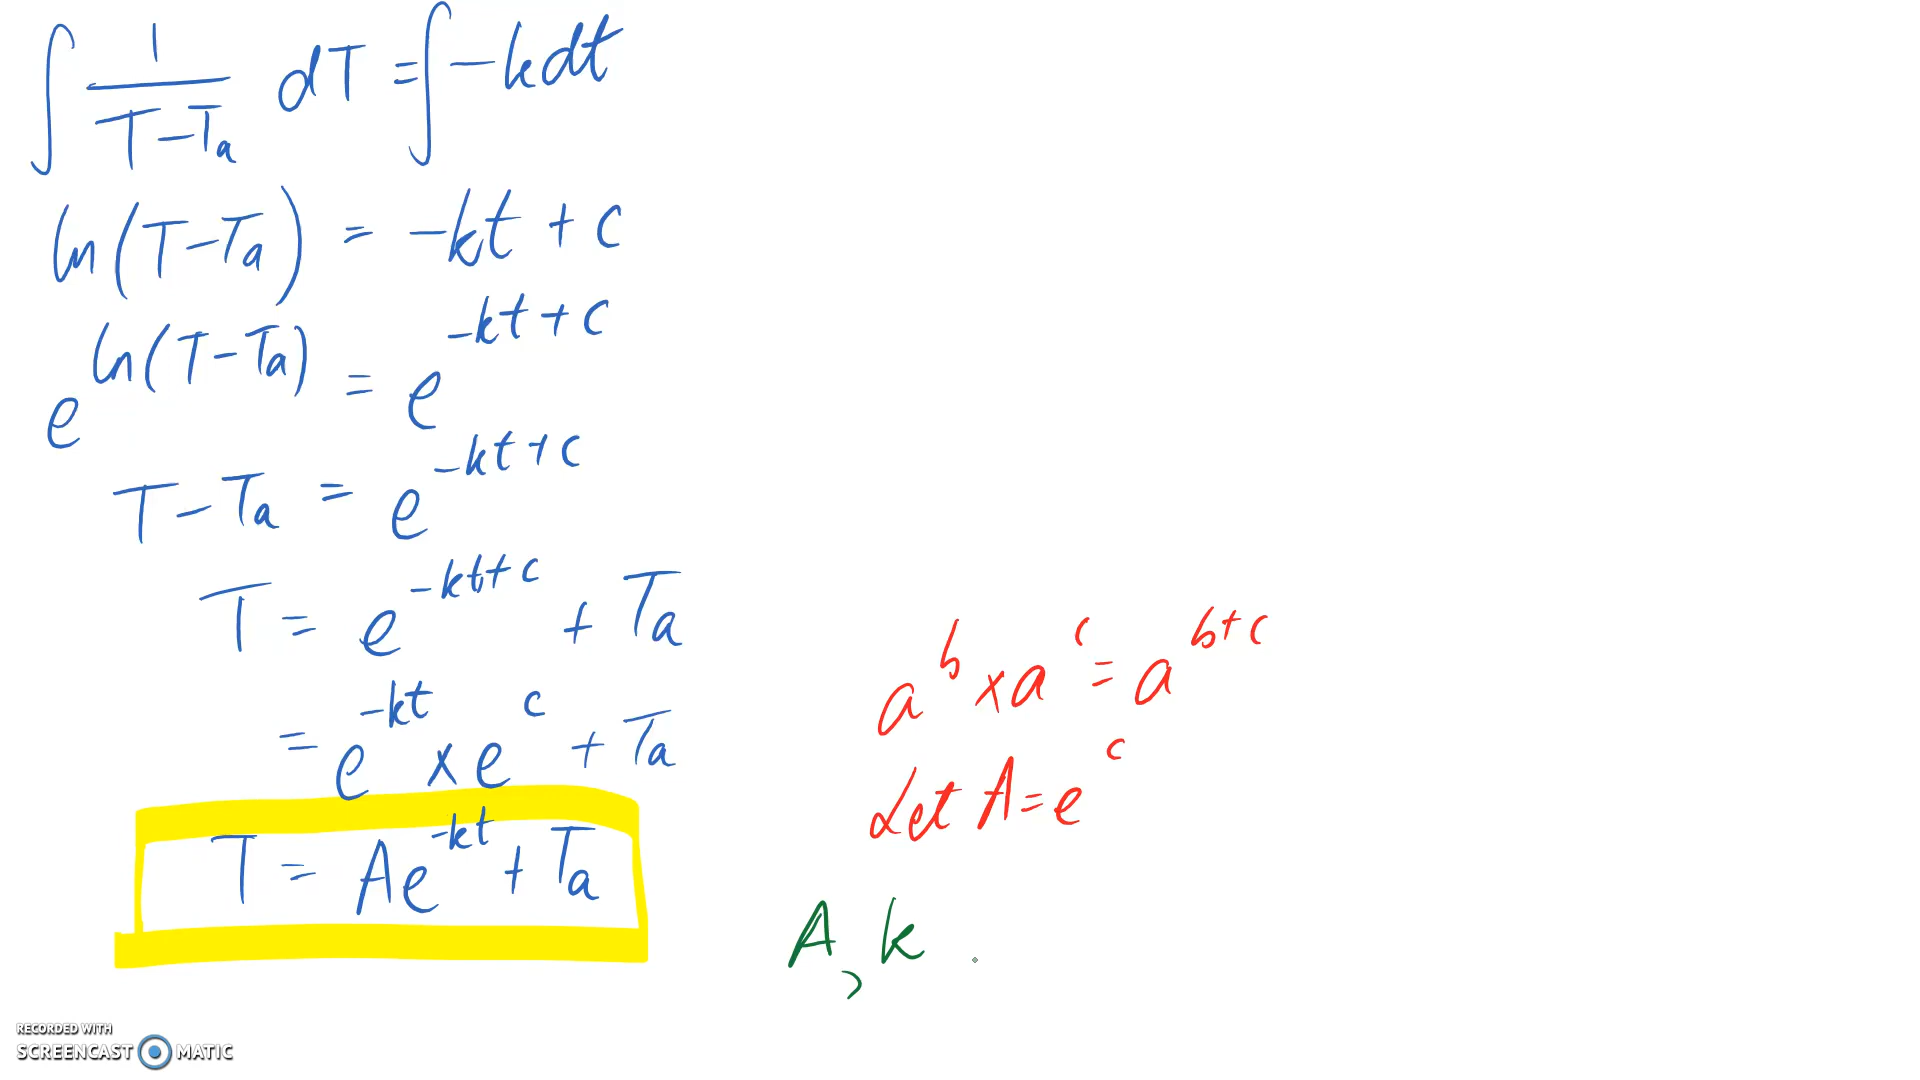 ∫ 1/(T-Ta) dT = ∫ -kdt
ln(T-Ta) = -kt + c
e^ln(T-Ta) = e^-kt+c
T-Ta = e^-kt+c
T = e^-kt+c + Ta
= e^-kt × e^c + Ta
T = Ae^-kt + Ta
a^b × a^c = a^b+c
Let A = e^c
A, k
RECORDED WITH
SCREENCAST MATIC